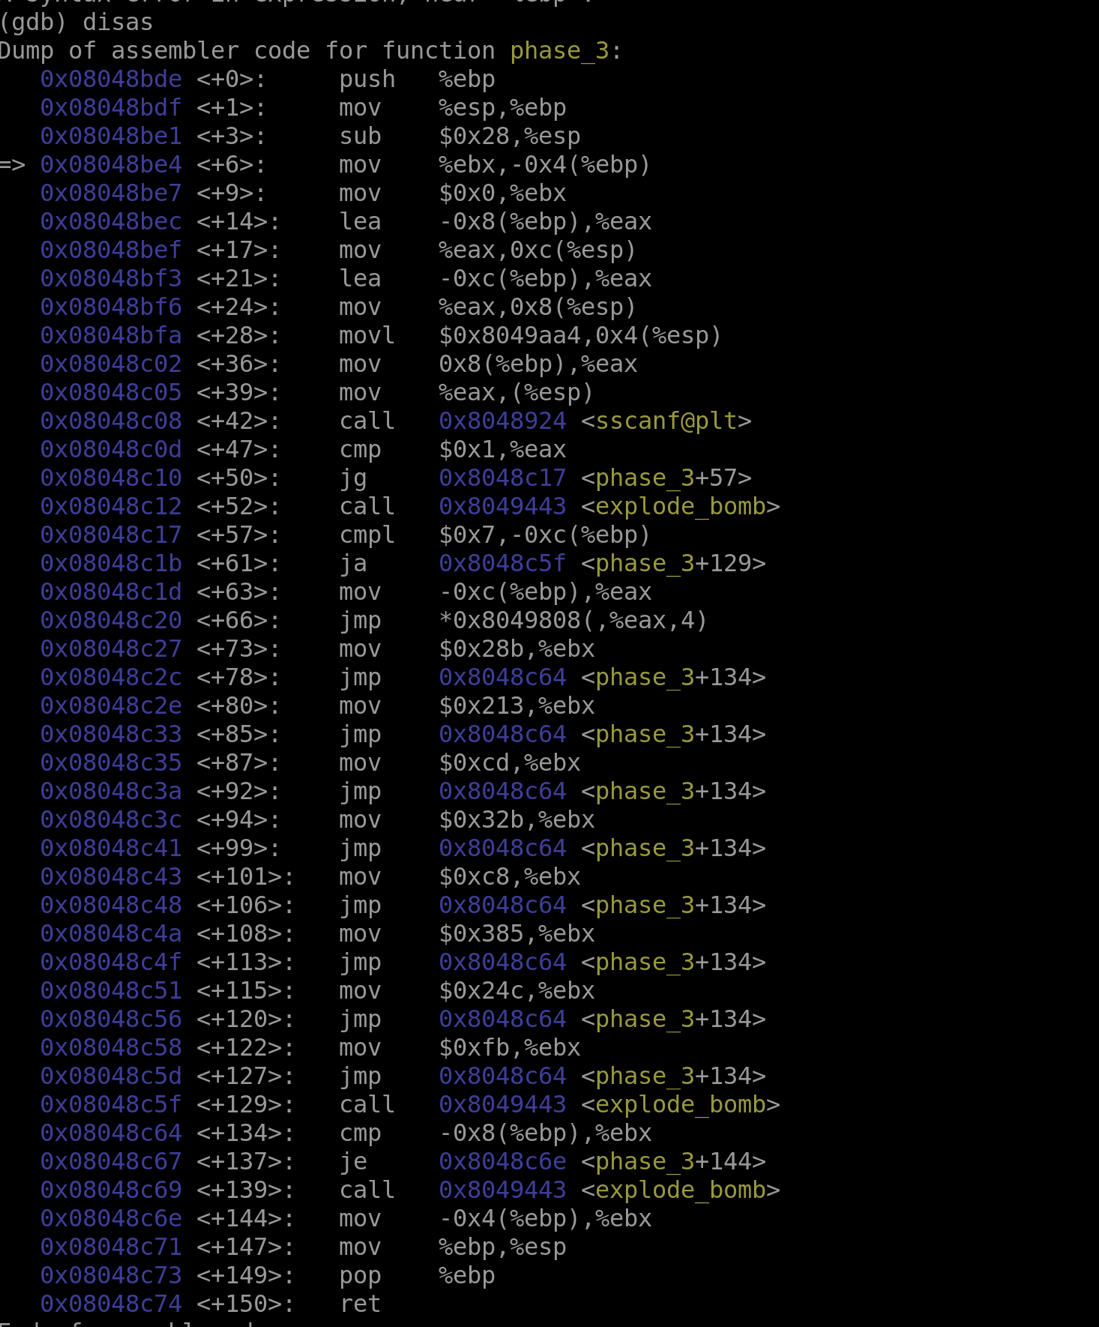 (gdb) disas
Dump of assembler code for function phase_3:
0x08048bde <+0>: push %ebp
0x08048bdf <+1>: mov %esp,%ebp
0x08048be1 <+3>: sub $0x28,%esp
=> 0x08048be4 <+6>: mov %ebx,-0x4(%ebp)
0x08048be7 <+9>: mov $0x0,%ebx
0x08048bec <+14>: lea -0x8(%ebp),%eax
0x08048bef <+17>: mov %eax,0xc(%esp)
0x08048bf3 <+21>: lea -0xc(%ebp),%eax
0x08048bf6 <+24>: mov %eax,0x8(%esp)
0x08048bfa <+28>: movl $0x8049aa4,0x4(%esp)
0x08048c02 <+36>: mov 0x8(%ebp),%eax
0x08048c05 <+39>: mov %eax,(%esp)
0x08048c08 <+42>: call 0x8048924 <sscanf@plt>
0x08048c0d <+47>: cmp $0x1,%eax
0x08048c10 <+50>: jg 0x8048c17 <phase_3+57>
0x08048c12 <+52>: call 0x8049443 <explode_bomb>
0x08048c17 <+57>: cmpl $0x7,-0xc(%ebp)
0x08048c1b <+61>: ja 0x8048c5f <phase_3+129>
0x08048c1d <+63>: mov -0xc(%ebp),%eax
0x08048c20 <+66>: jmp *0x8049808(,%eax,4)
0x08048c27 <+73>: mov $0x28b,%ebx
0x08048c2c <+78>: jmp 0x8048c64 <phase_3+134>
0x08048c2e <+80>: mov $0x213,%ebx
0x08048c33 <+85>: jmp 0x8048c64 <phase_3+134>
0x08048c35 <+87>: mov $0xcd,%ebx
0x08048c3a <+92>: jmp 0x8048c64 <phase_3+134>
0x08048c3c <+94>: mov $0x32b,%ebx
0x08048c41 <+99>: jmp 0x8048c64 <phase_3+134>
0x08048c43 <+101>: mov $0xc8,%ebx
0x08048c48 <+106>: jmp 0x8048c64 <phase_3+134>
0x08048c4a <+108>: mov $0x385,%ebx
0x08048c4f <+113>: jmp 0x8048c64 <phase_3+134>
0x08048c51 <+115>: mov $0x24c,%ebx
0x08048c56 <+120>: jmp 0x8048c64 <phase_3+134>
0x08048c58 <+122>: mov $0xfb,%ebx
0x08048c5d <+127>: jmp 0x8048c64 <phase_3+134>
0x08048c5f <+129>: call 0x8049443 <explode_bomb>
0x08048c64 <+134>: cmp -0x8(%ebp),%ebx
0x08048c67 <+137>: je 0x8048c6e <phase_3+144>
0x08048c69 <+139>: call 0x8049443 <explode_bomb>
0x08048c6e <+144>: mov -0x4(%ebp),%ebx
0x08048c71 <+147>: mov %ebp,%esp
0x08048c73 <+149>: pop %ebp
0x08048c74 <+150>: ret